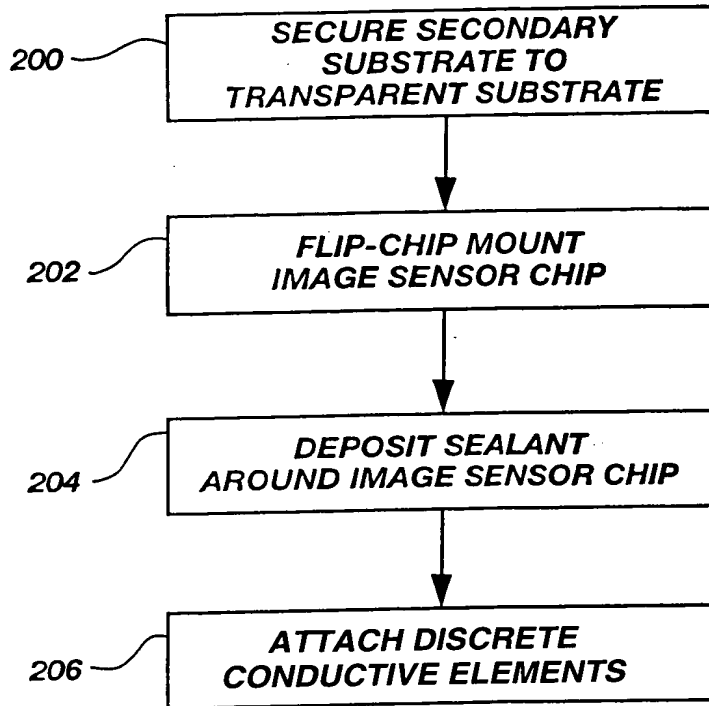 200
SECURE SECONDARY
SUBSTRATE TO
TRANSPARENT SUBSTRATE
202
FLIP-CHIP MOUNT
IMAGE SENSOR CHIP
204
DEPOSIT SEALANT
AROUND IMAGE SENSOR CHIP
206
ATTACH DISCRETE
CONDUCTIVE ELEMENTS